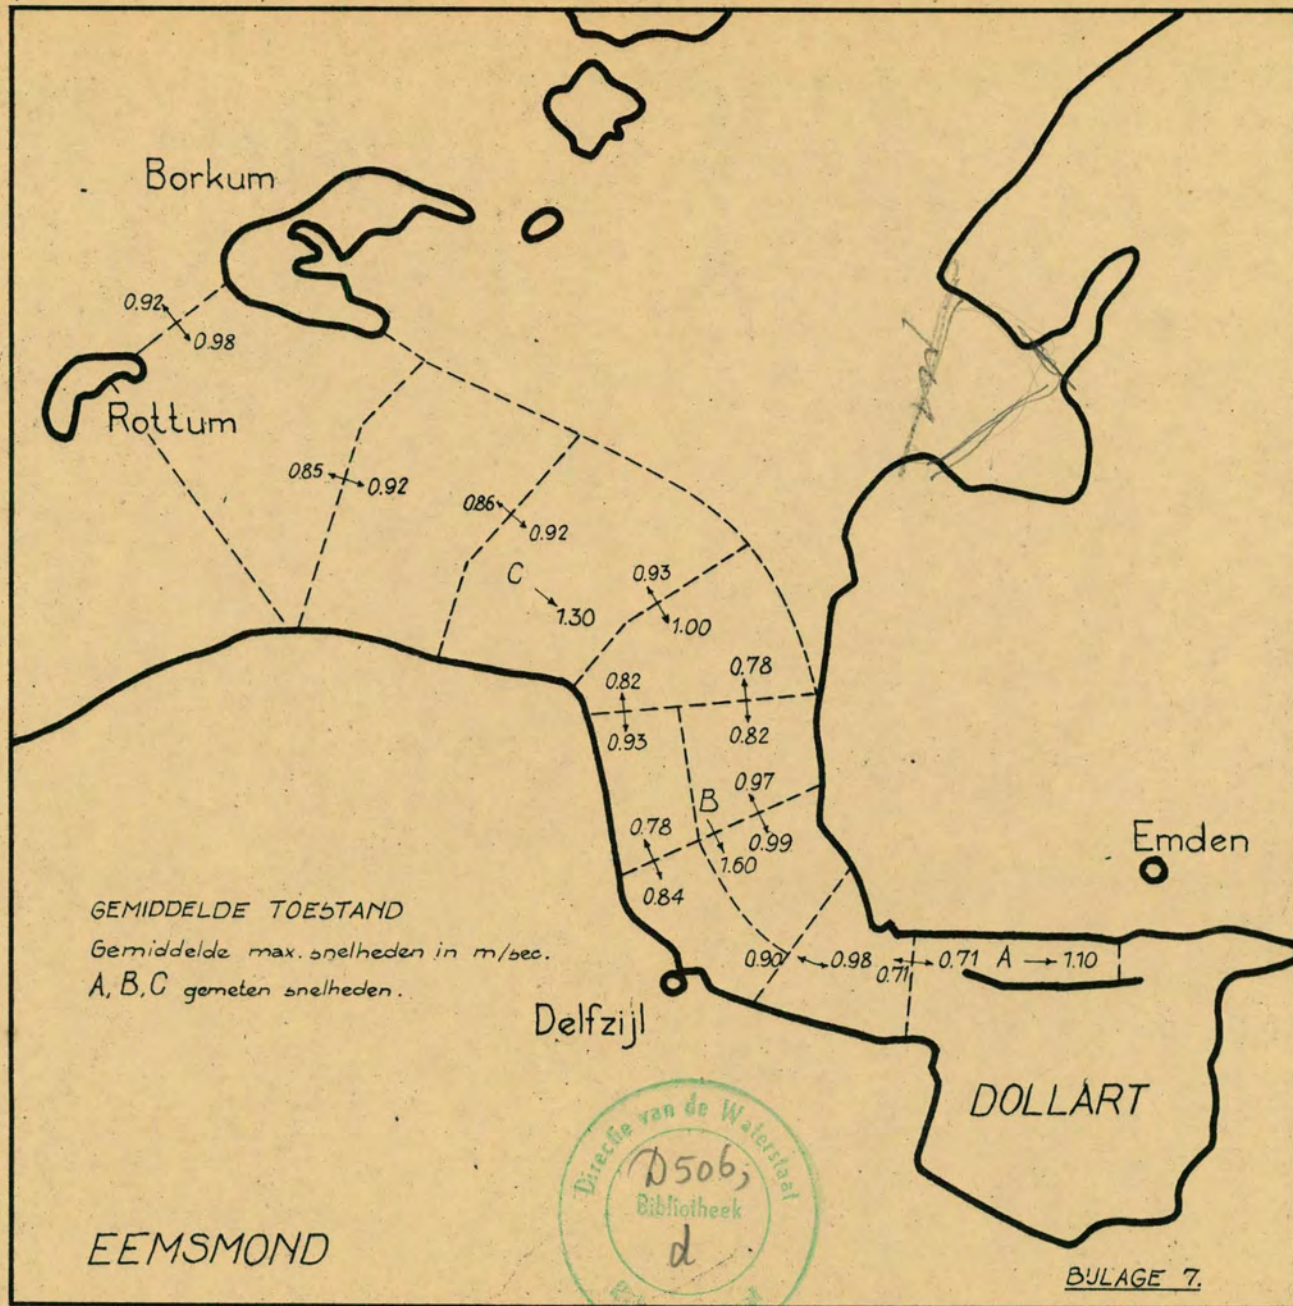 Borkum
0.92
0.98
Rottum
0.85
0.92
0.86
0.92
C
1.30
0.93
1.00
0.82
0.93
0.78
0.82
B
0.97
0.99
1.60
0.78
0.84
Emden
GEMIDDELDE TOESTAND
Gemiddelde max. snelheden in m/sec.
A, B, C gemeten snelheden.
0.90
0.98
0.71
0.71
A
1.10
Delfzijl
DOLLART
Directie van de Waterstaat
D506,
Bibliotheek
d
EEMSMOND
BIJLAGE 7.